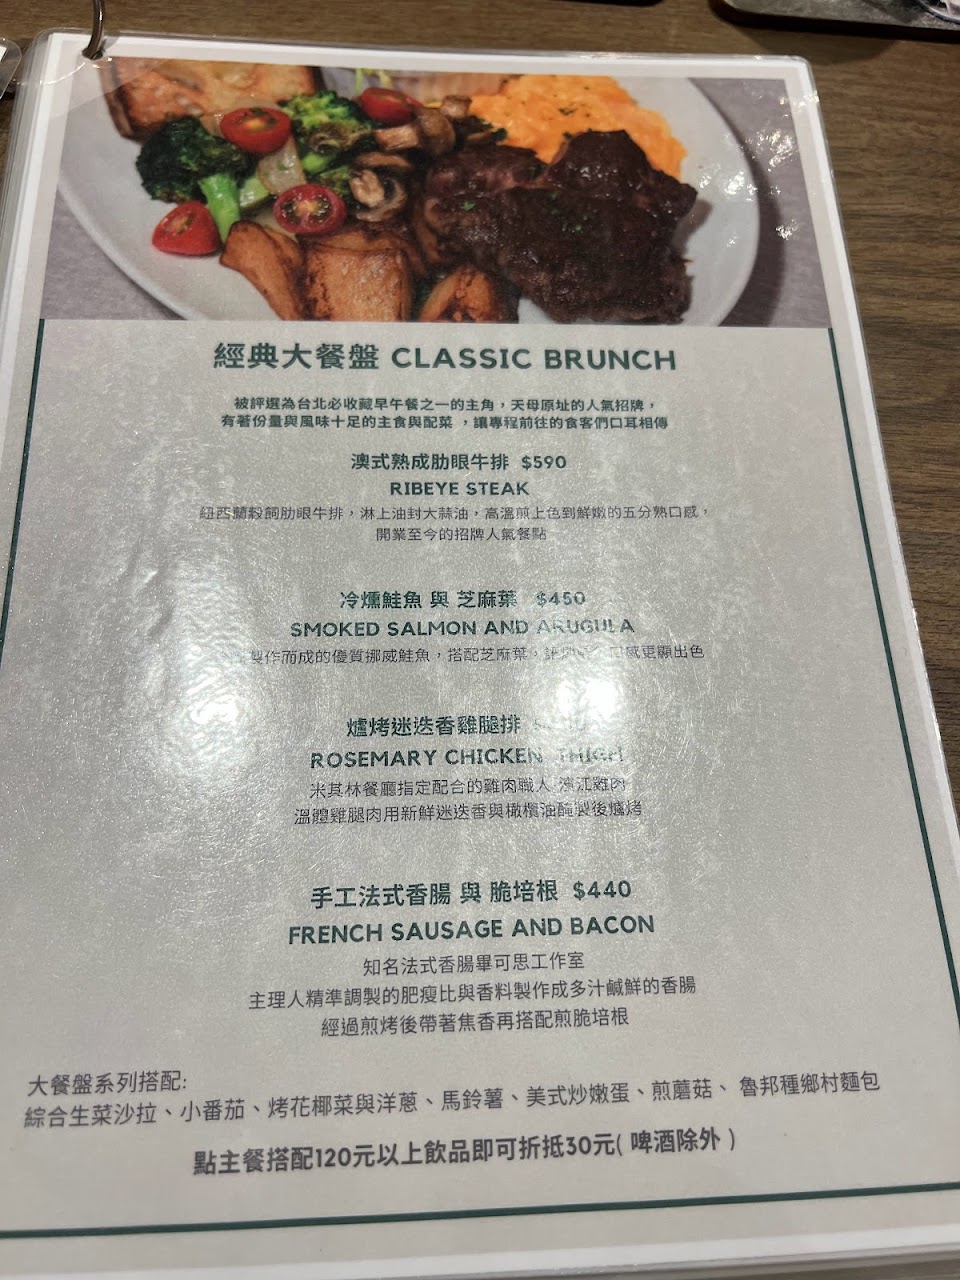 經典大餐盤 CLASSIC BRUNCH
被評選為台北必收藏早午餐之一的主角，天母原址的人氣招牌，
有著份量與風味十足的主食與配菜，讓專程前往的食客們口耳相傳
澳式熟成肋眼牛排 $590
RIBEYE STEAK
紐西蘭穀飼肋眼牛排，淋上油封大蒜油，高溫煎上色到鮮嫩的五分熟口感，
開業至今的招牌人氣餐點
冷燻鮭魚 與 芝麻葉 $450
SMOKED SALMON AND ARUGULA
製作而成的優質挪威鮭魚，搭配芝麻葉，更顯出色
爐烤迷迭香雞腿排
ROSEMARY CHICKEN THIGH
米其林餐廳指定配合的雞肉職人 雞肉
溫體雞腿肉用新鮮迷迭香與橄欖油醃製後爐烤
手工法式香腸 與 脆培根 $440
FRENCH SAUSAGE AND BACON
知名法式香腸畢可思工作室
主理人精準調製的肥瘦比與香料製作成多汁鹹鮮的香腸
經過煎烤後帶著焦香再搭配煎脆培根
大餐盤系列搭配:
綜合生菜沙拉、小番茄、烤花椰菜與洋蔥、馬鈴薯、美式炒嫩蛋、煎蘑菇、魯邦種鄉村麵包
點主餐搭配120元以上飲品即可折抵30元( 啤酒除外 )